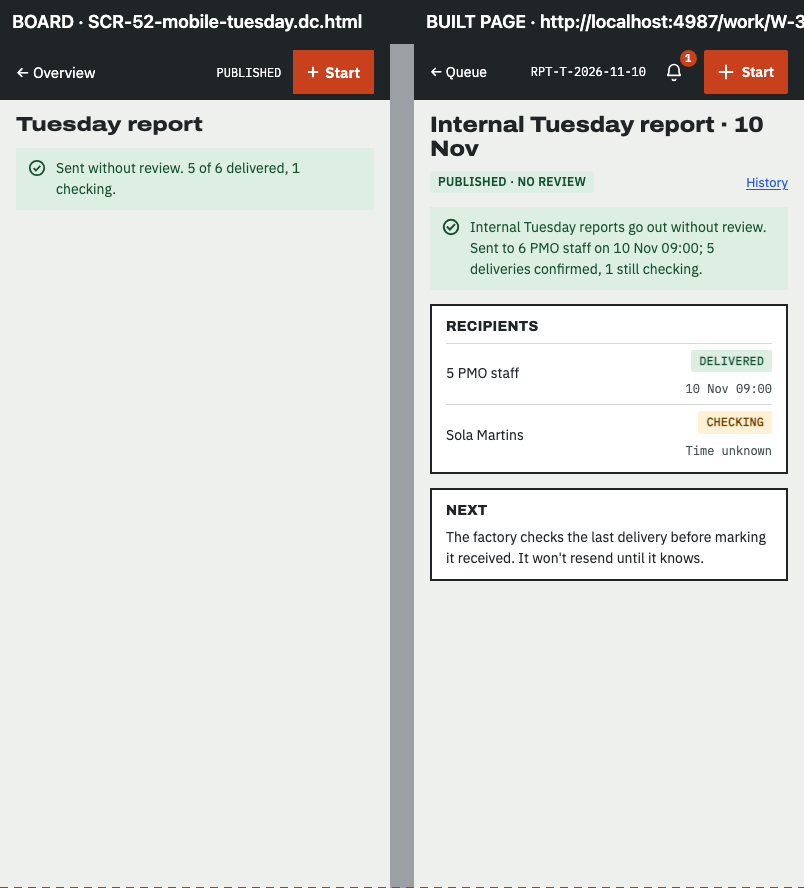 BOARD · SCR-52-mobile-tuesday.dc.html
← Overview
PUBLISHED
+ Start
Tuesday report
Sent without review. 5 of 6 delivered, 1
checking.
BUILT PAGE · http://localhost:4987/work/W-3
← Queue
RPT-T-2026-11-10
1
+ Start
Internal Tuesday report · 10
Nov
PUBLISHED · NO REVIEW
History
Internal Tuesday reports go out without review.
Sent to 6 PMO staff on 10 Nov 09:00; 5
deliveries confirmed, 1 still checking.
RECIPIENTS
5 PMO staff
DELIVERED
10 Nov 09:00
Sola Martins
CHECKING
Time unknown
NEXT
The factory checks the last delivery before marking
it received. It won't resend until it knows.